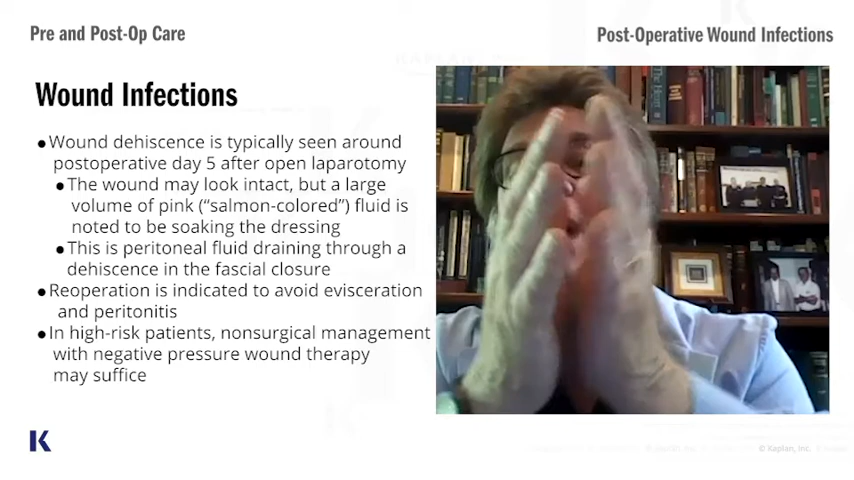 Pre and Post-Op Care
Post-Operative Wound Infections
Wound Infections
● Wound dehiscence is typically seen around
postoperative day 5 after open laparotomy
● The wound may look intact, but a large
volume of pink (“salmon-colored”) fluid is
noted to be soaking the dressing
● This is peritoneal fluid draining through a
dehiscence in the fascial closure
● Reoperation is indicated to avoid evisceration
and peritonitis
● In high-risk patients, nonsurgical management
with negative pressure wound therapy
may suffice
K
© Kaplan, Inc.